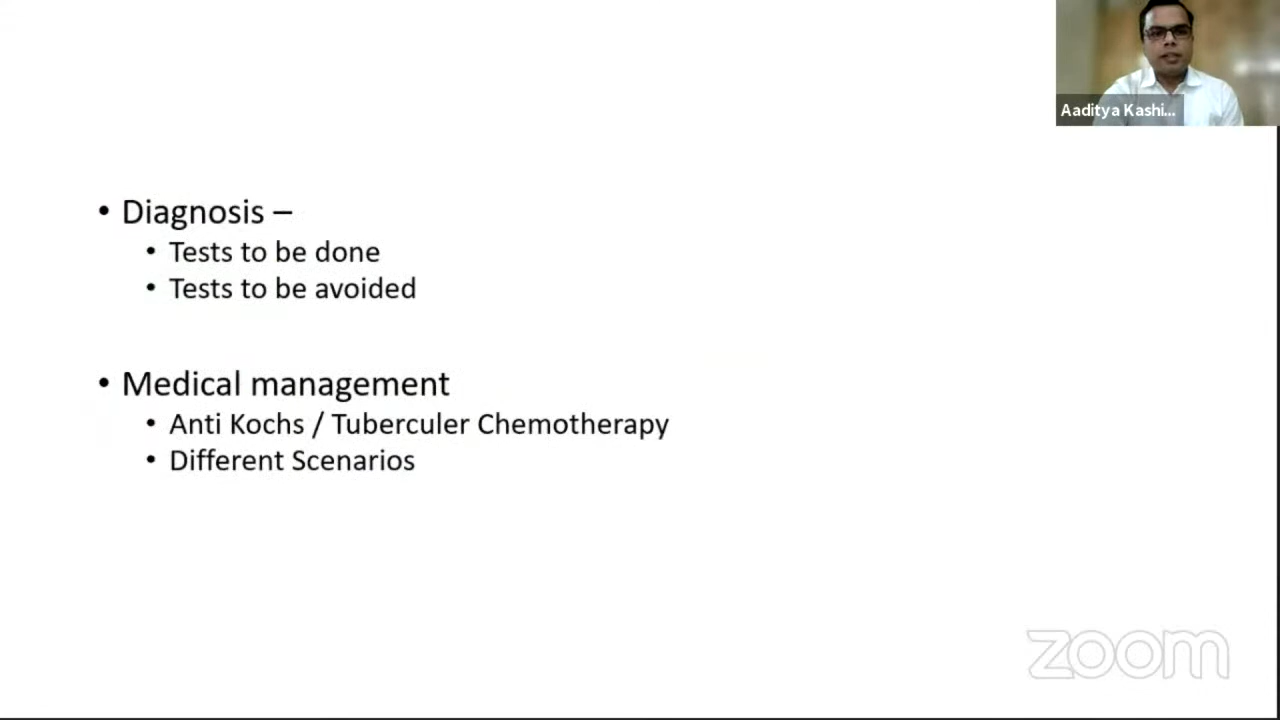 Aaditya Kashi...
• Diagnosis –
• Tests to be done
• Tests to be avoided
• Medical management
• Anti Kochs / Tuberculer Chemotherapy
• Different Scenarios
zoom